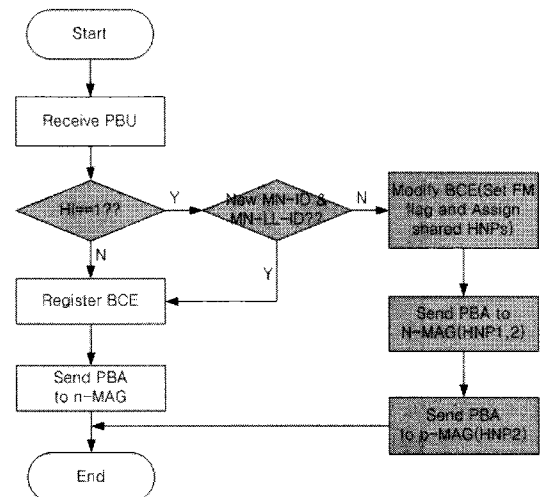 Start
Receive PBU
HI==1??
Y
New MN-ID &
MN-LL-ID??
N
Modify BCE(Set FM
flag and Assign
shared HNPs)
N
Y
Register BCE
Send PBA to
N-MAG(HNP1,2)
Send PBA
to n-MAG
Send PBA
to p-MAG(HNP2)
End